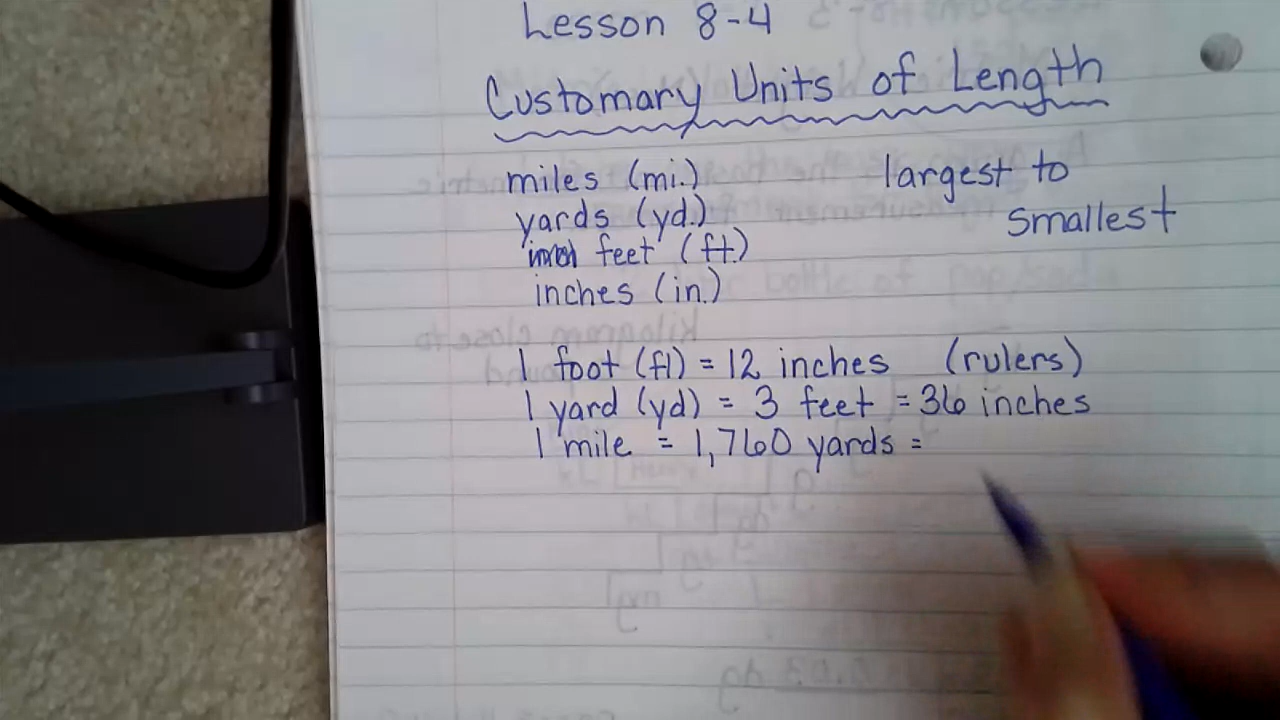 Lesson 8-4
Customary Units of Length
miles (mi.) largest to
yards (yd.) smallest
feet (ft.)
inches (in.)
1 foot (ft) = 12 inches (rulers)
1 yard (yd) = 3 feet = 36 inches
1 mile = 1,760 yards =